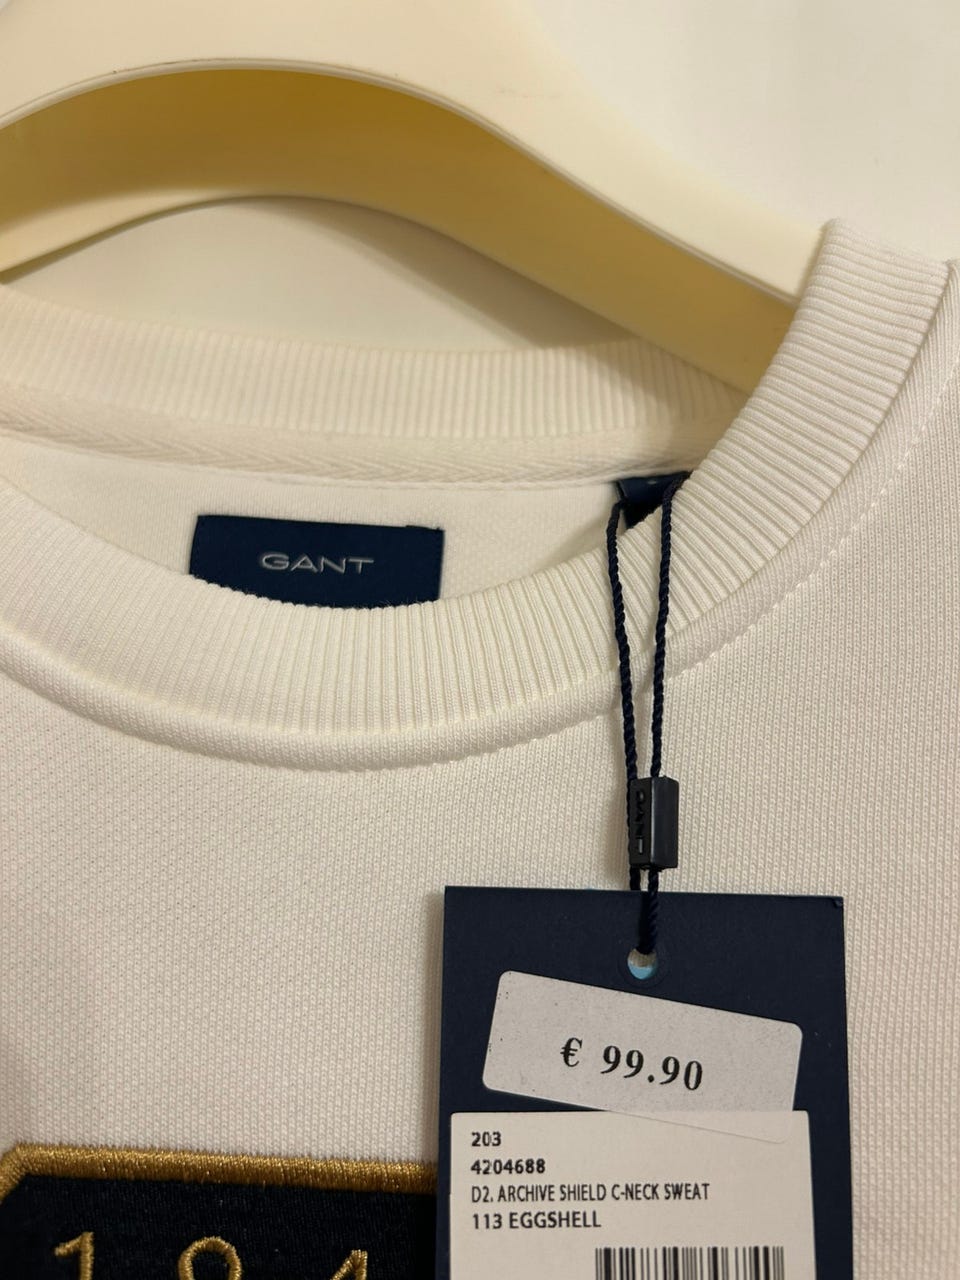 GANT
GANT
€ 99.90
203
4204688
D2. ARCHIVE SHIELD C-NECK SWEAT
113 EGGSHELL